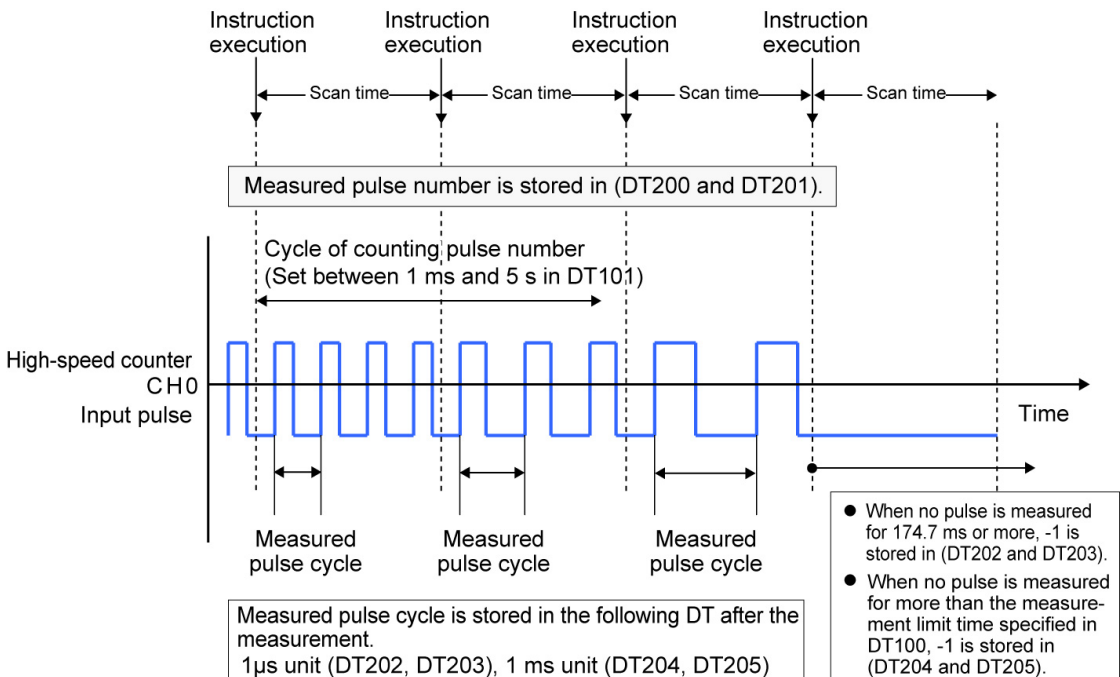 Instruction
execution
Instruction
execution
Instruction
execution
Instruction
execution
Scan time
Scan time
Scan time
Scan time
Measured pulse number is stored in (DT200 and DT201).
Cycle of counting pulse number
(Set between 1 ms and 5 s in DT101)
High-speed counter
CH0
Input pulse
Time
Measured
pulse cycle
Measured
pulse cycle
Measured
pulse cycle
● When no pulse is measured
for 174.7 ms or more, -1 is
stored in (DT202 and DT203).
● When no pulse is measured
for more than the measure-
ment limit time specified in
DT100, -1 is stored in
(DT204 and DT205).
Measured pulse cycle is stored in the following DT after the
measurement.
1µs unit (DT202, DT203), 1 ms unit (DT204, DT205)